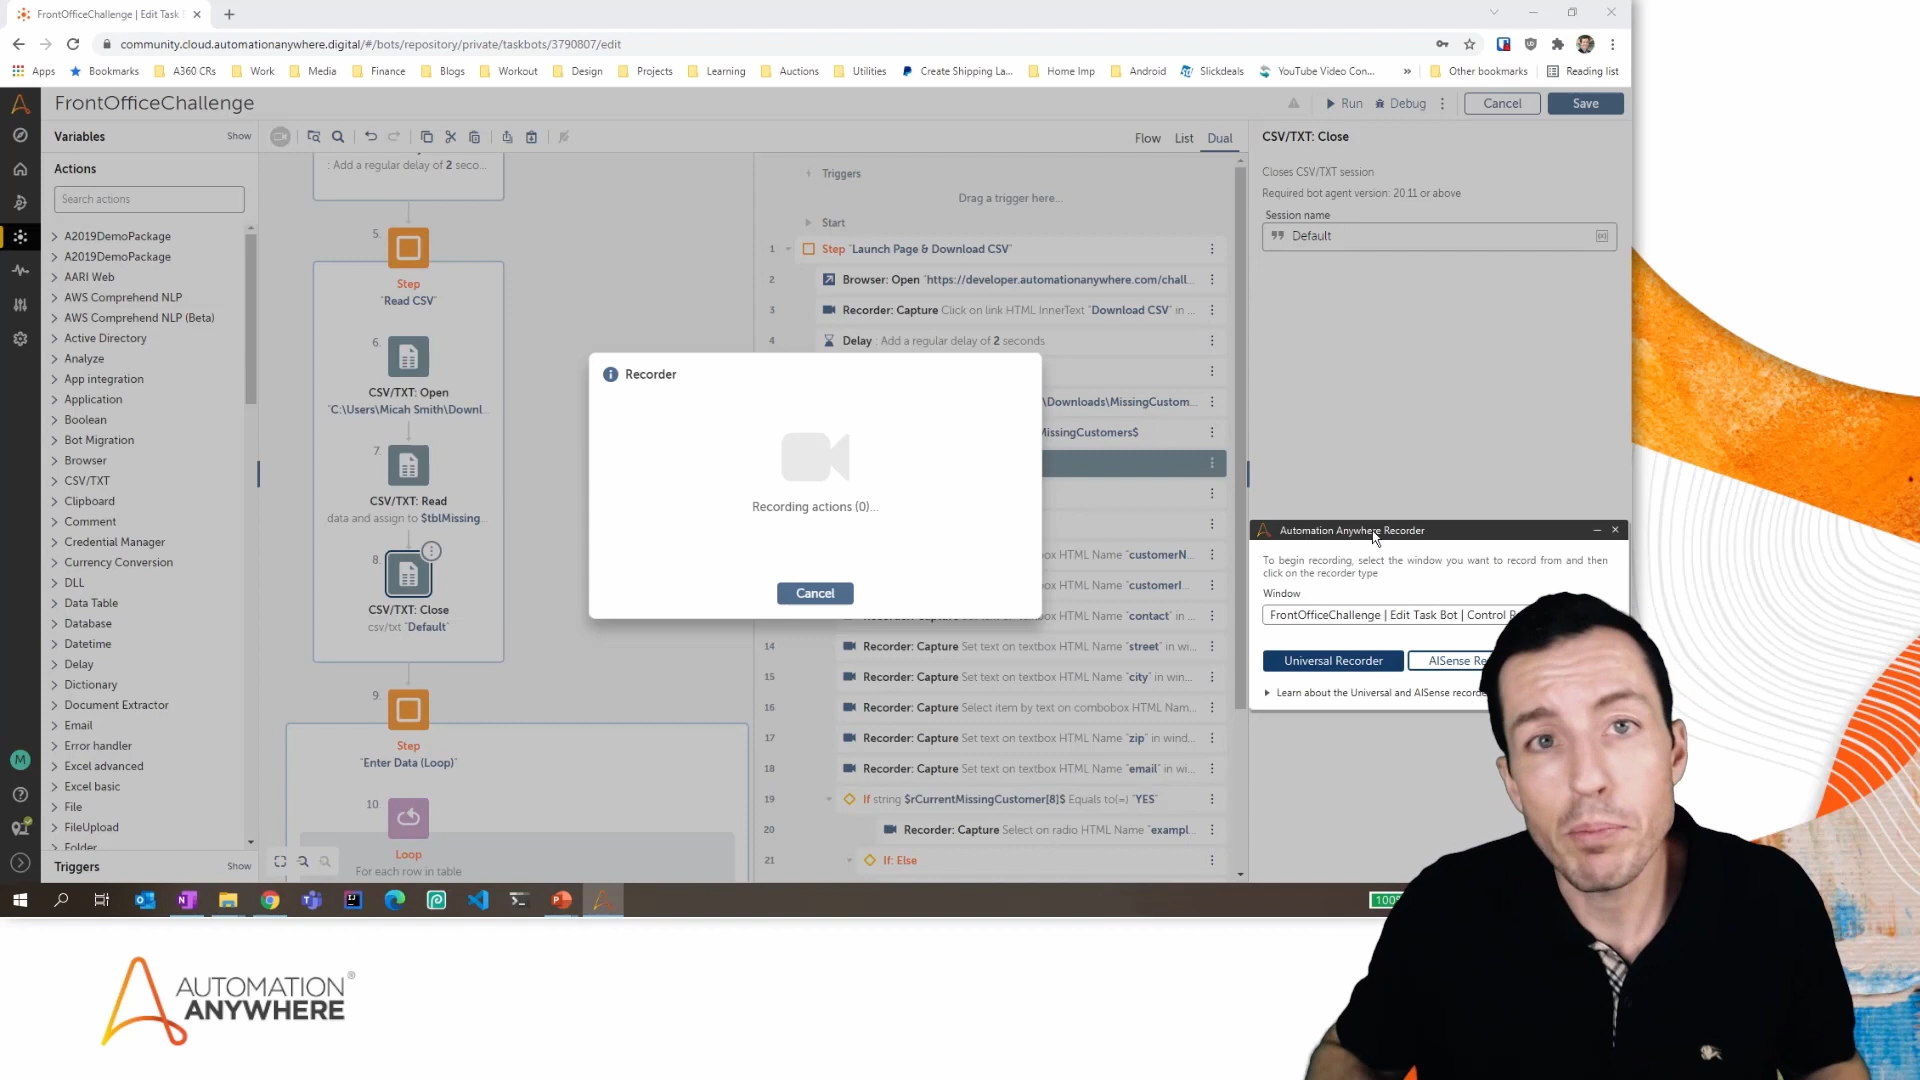 FrontOfficeChallenge | Edit Task
community.cloud.automationanywhere.digital/#/bots/repository/private/taskbots/3790807/edit
Apps Bookmarks A360 CRs Work Media Finance Blogs Workout Design Projects Learning Auctions Utilities Create Shipping La... Home Imp Android Slickdeals YouTube Video Con... » Other bookmarks Reading list
FrontOfficeChallenge
Run Debug Cancel Save
Variables Show
Flow List Dual
CSV/TXT: Close
Actions
Search actions
A2019DemoPackage
A2019DemoPackage
AARI Web
AWS Comprehend NLP
AWS Comprehend NLP (Beta)
Active Directory
Analyze
App integration
Application
Boolean
Bot Migration
Browser
CSV/TXT
Clipboard
Comment
Credential Manager
Currency Conversion
DLL
Data Table
Database
Datetime
Delay
Dictionary
Document Extractor
Email
Error handler
Excel advanced
Excel basic
File
FileUpload
Folder
Triggers Show
M
: Add a regular delay of 2 seco...
5.
Step
"Read CSV"
6.
CSV/TXT: Open
"C:\Users\Micah Smith\Downl...
7.
CSV/TXT: Read
data and assign to $tblMissing...
8.
CSV/TXT: Close
csv/txt "Default"
9.
Step
"Enter Data (Loop)"
10.
Loop
For each row in table
Triggers
Drag a trigger here...
Start
1 Step "Launch Page & Download CSV"
2 Browser: Open "https://developer.automationanywhere.com/chall...
3 Recorder: Capture Click on link HTML InnerText "Download CSV" in ...
4 Delay : Add a regular delay of 2 seconds
\Downloads\MissingCustom...
MissingCustomers$
ox HTML Name "customerN...
ox HTML Name "customerI...
HTML Name "contact" in ...
14 Recorder: Capture Set text on textbox HTML Name "street" in wi...
15 Recorder: Capture Set text on textbox HTML Name "city" in win...
16 Recorder: Capture Select item by text on combobox HTML Nam...
17 Recorder: Capture Set text on textbox HTML Name "zip" in wind...
18 Recorder: Capture Set text on textbox HTML Name "email" in wi...
19 If string $rCurrentMissingCustomer[8]$ Equals to(=) "YES"
20 Recorder: Capture Select on radio HTML Name "exampl...
21 If: Else
Recorder
Recording actions (0)...
Cancel
Closes CSV/TXT session
Required bot agent version: 20.11 or above
Session name
Default
Automation Anywhere Recorder
To begin recording, select the window you want to record from and then
click on the recorder type
Window
FrontOfficeChallenge | Edit Task Bot | Control
Universal Recorder AISense Re
Learn about the Universal and AISense recorde
100%
AUTOMATION®
ANYWHERE